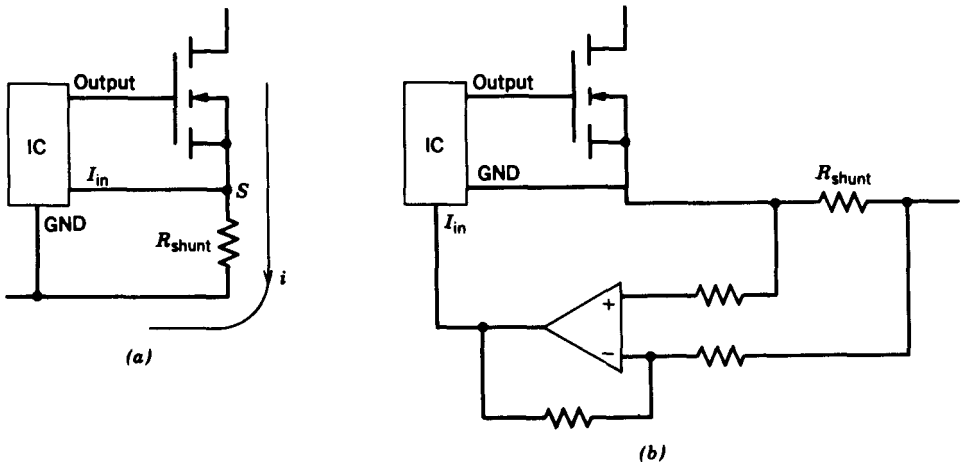 Output
IC
I_in
S
GND
R_shunt
i
(a)
Output
IC
GND
R_shunt
I_in
+
−
(b)